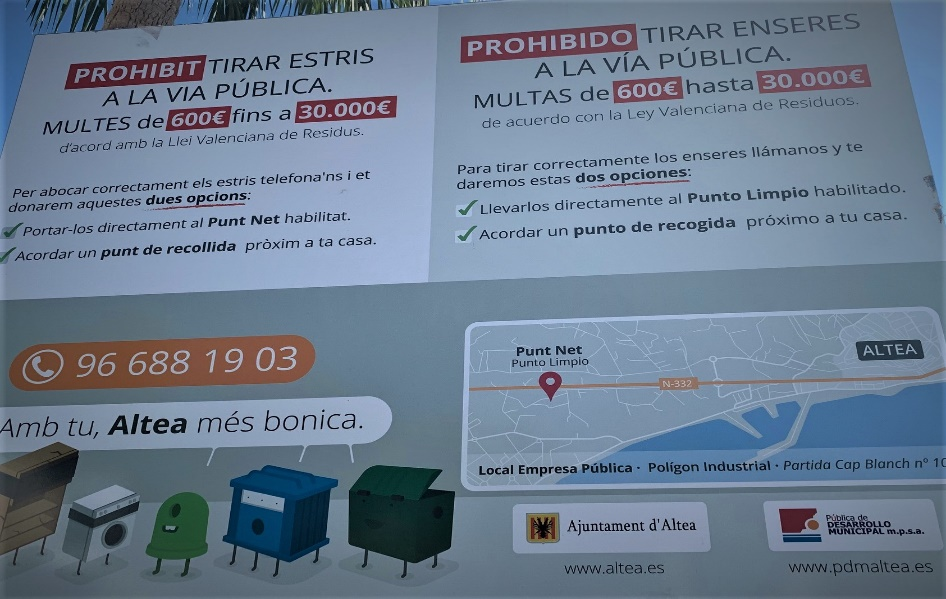 PROHIBIT TIRAR ESTRIS
A LA VIA PÚBLICA.
MULTES de 600€ fins a 30.000€
d'acord amb la Llei Valenciana de Residus.
Per abocar correctament els estris telefona'ns i et
donarem aquestes dues opcions:
Portar-los directament al Punt Net habilitat.
Acordar un punt de recollida pròxim a ta casa.
PROHIBIDO TIRAR ENSERES
A LA VÍA PÚBLICA.
MULTAS de 600€ hasta 30.000€
de acuerdo con la Ley Valenciana de Residuos.
Para tirar correctamente los enseres llámanos y te
daremos estas dos opciones:
Llevarlos directamente al Punto Limpio habilitado.
Acordar un punto de recogida próximo a tu casa.
96 688 19 03
Amb tu, Altea més bonica.
Punt Net
Punto Limpio
ALTEA
N-332
Local Empresa Pública · Polígon Industrial · Partida Cap Blanch nº 10
Ajuntament d'Altea
www.altea.es
Pública de
DESARROLLO
MUNICIPAL m.p.s.a.
www.pdmaltea.es